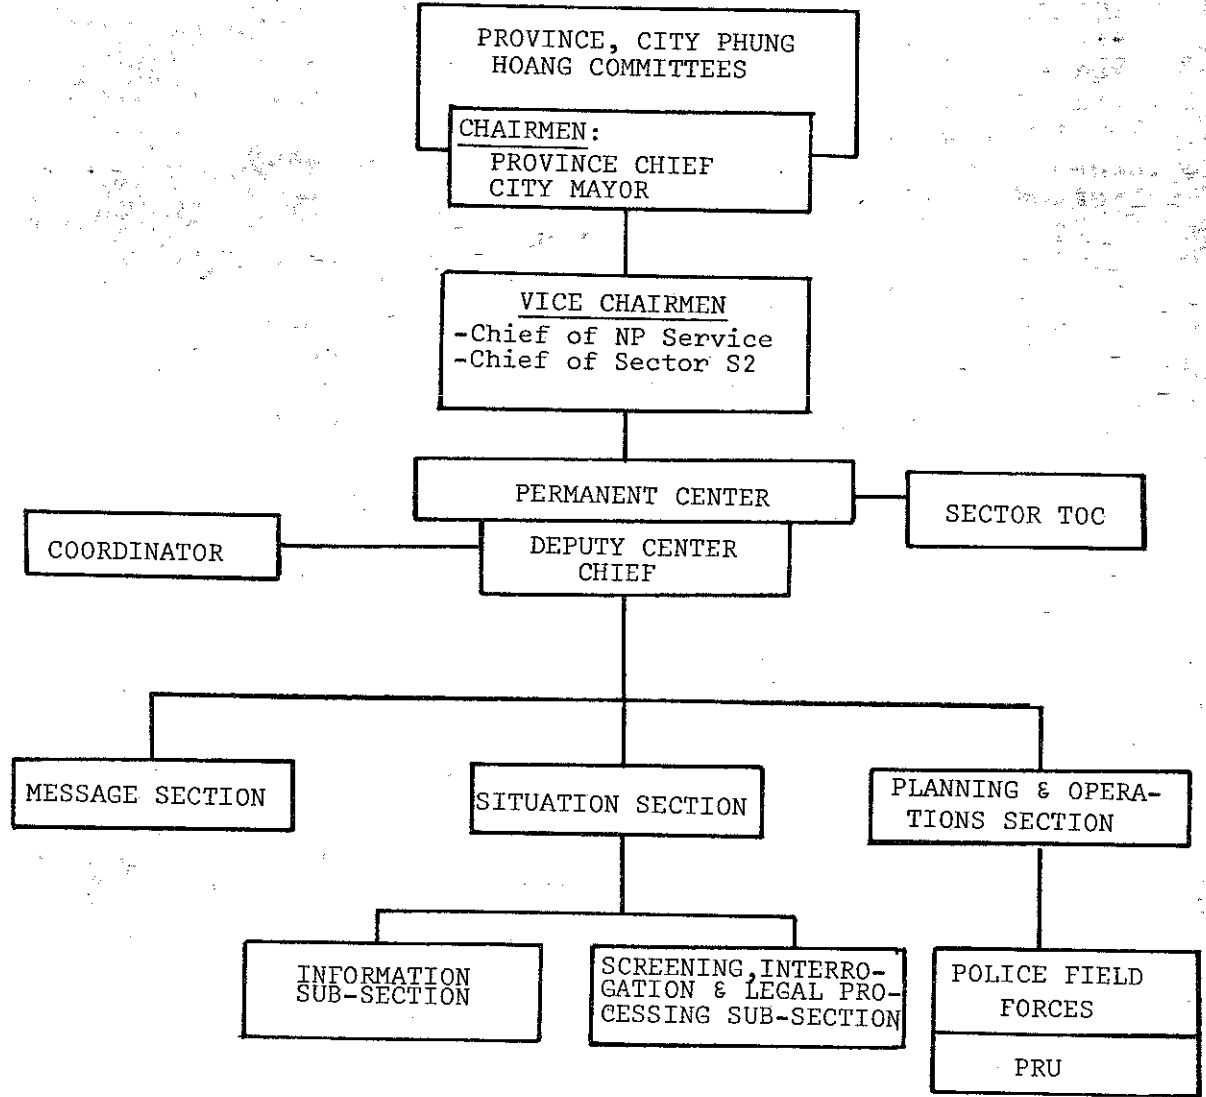 PROVINCE, CITY PHUNG
HOANG COMMITTEES
CHAIRMEN:
PROVINCE CHIEF
CITY MAYOR
VICE CHAIRMEN
-Chief of NP Service
-Chief of Sector S2
PERMANENT CENTER
SECTOR TOC
COORDINATOR
DEPUTY CENTER
CHIEF
MESSAGE SECTION
SITUATION SECTION
PLANNING & OPERA-
TIONS SECTION
INFORMATION
SUB-SECTION
SCREENING, INTERRO-
GATION & LEGAL PRO-
CESSING SUB-SECTION
POLICE FIELD
FORCES
PRU